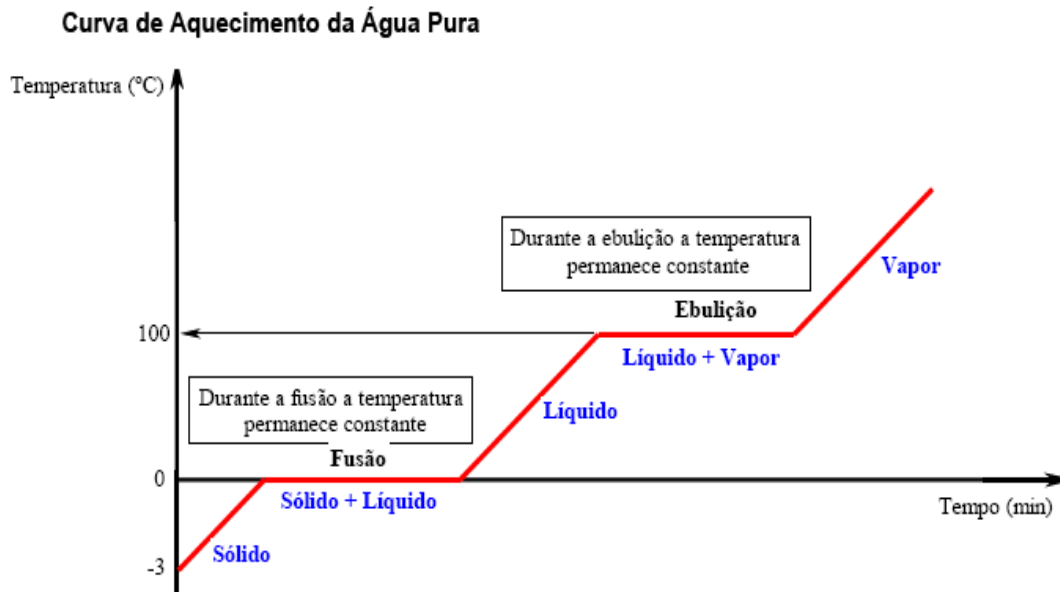 Curva de Aquecimento da Água Pura
Temperatura (ºC)
Durante a ebulição a temperatura
permanece constante
Vapor
Ebulição
100
Líquido + Vapor
Durante a fusão a temperatura
permanece constante
Líquido
Fusão
0
Sólido + Líquido
Tempo (min)
Sólido
-3